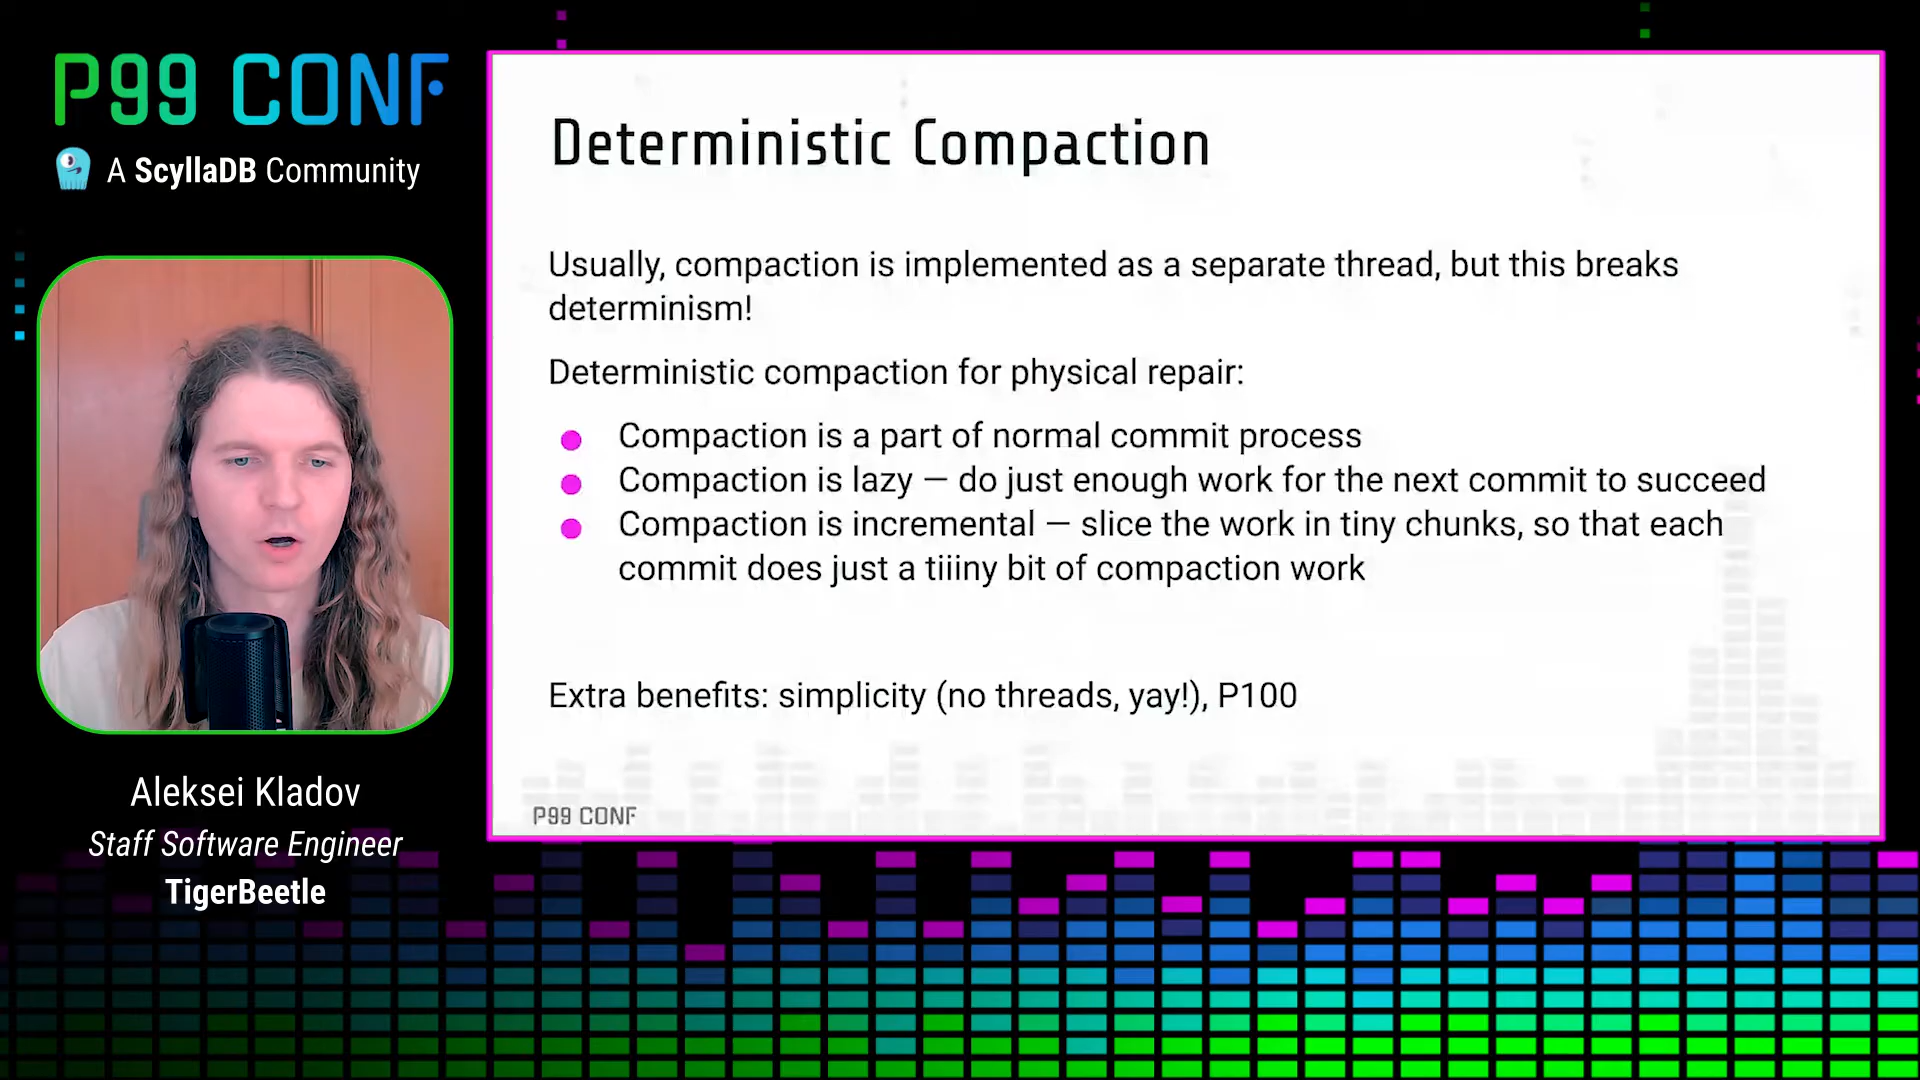 P99 CONF
A ScyllaDB Community
Aleksei Kladov
Staff Software Engineer
TigerBeetle
Deterministic Compaction
Usually, compaction is implemented as a separate thread, but this breaks
determinism!
Deterministic compaction for physical repair:
Compaction is a part of normal commit process
Compaction is lazy — do just enough work for the next commit to succeed
Compaction is incremental — slice the work in tiny chunks, so that each
commit does just a tiiiny bit of compaction work
Extra benefits: simplicity (no threads, yay!), P100
P99 CONF